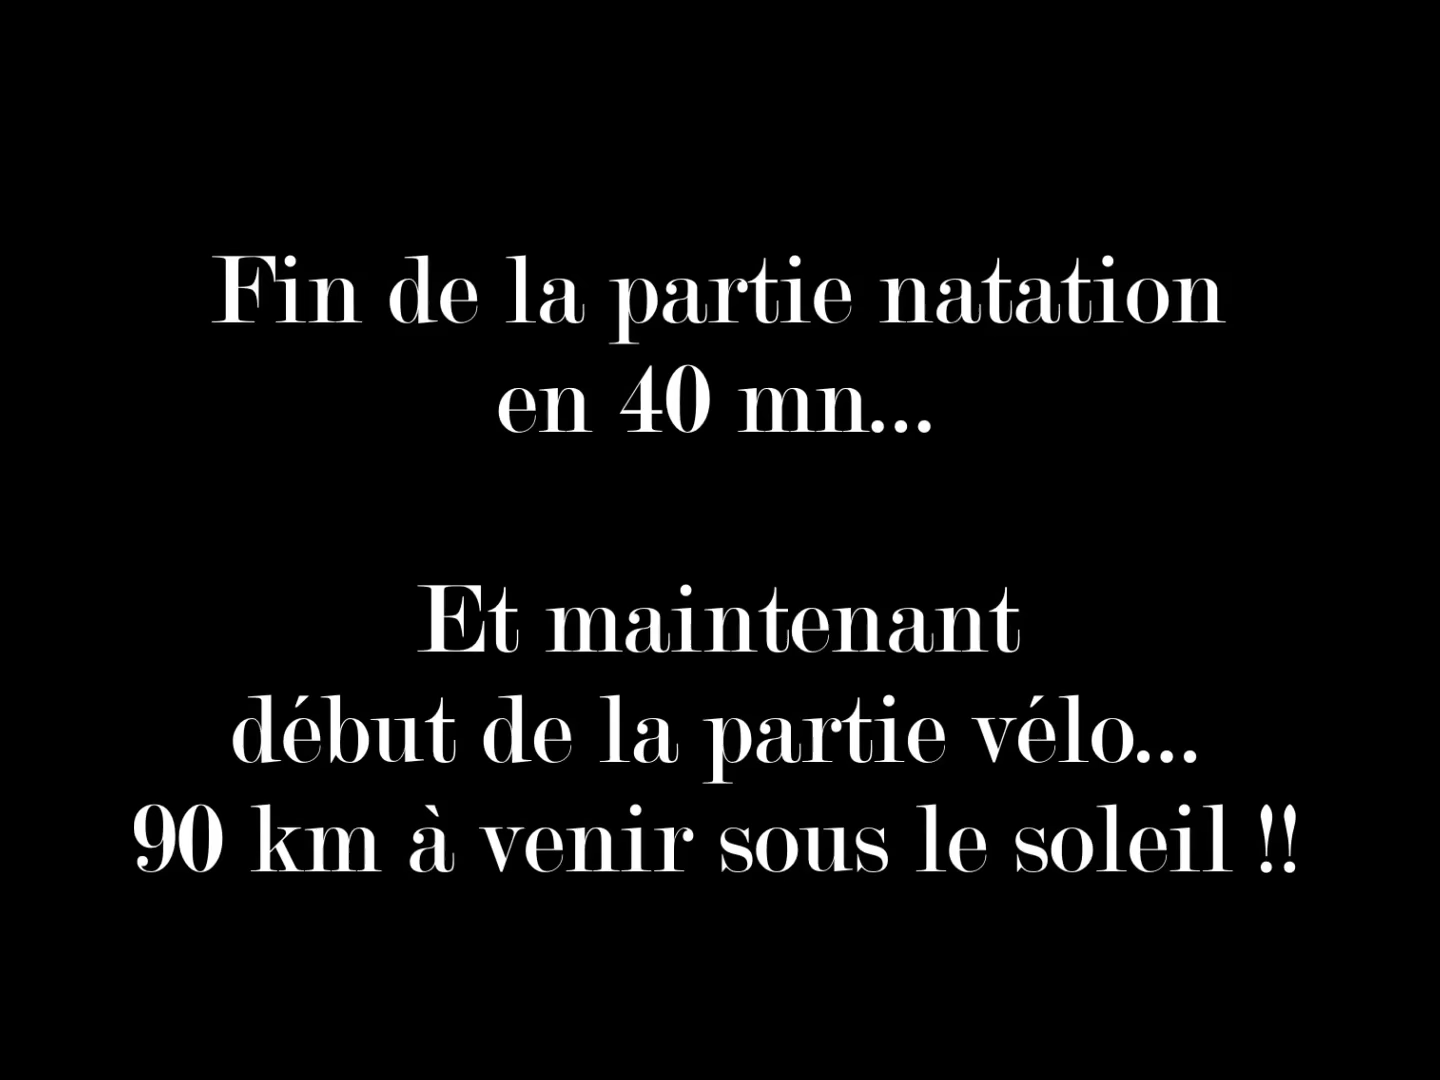 Fin de la partie natation
en 40 mn...
Et maintenant
début de la partie vélo...
90 km à venir sous le soleil !!